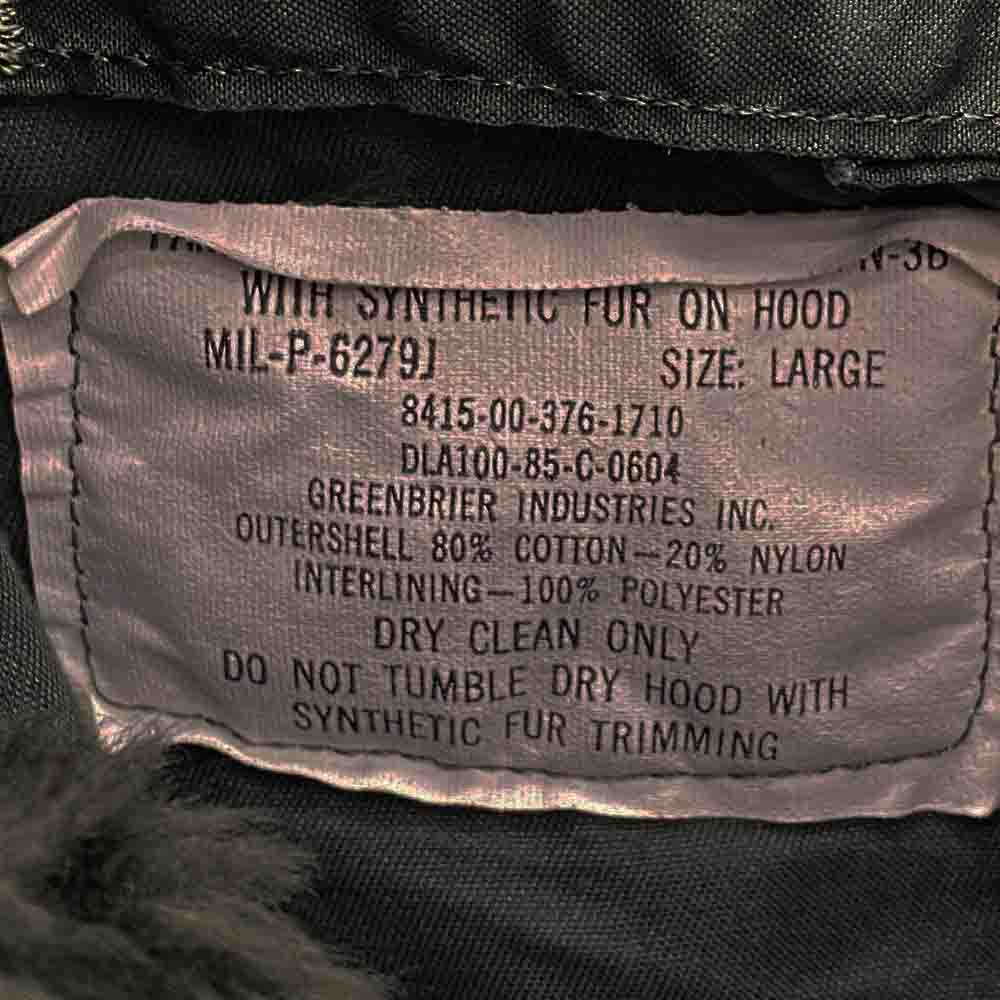 N-3B
WITH SYNTHETIC FUR ON HOOD
MIL-P-6279J SIZE: LARGE
8415-00-376-1710
DLA100-85-C-0604
GREENBRIER INDUSTRIES INC.
OUTERSHELL 80% COTTON—20% NYLON
INTERLINING—100% POLYESTER
DRY CLEAN ONLY
DO NOT TUMBLE DRY HOOD WITH
SYNTHETIC FUR TRIMMING